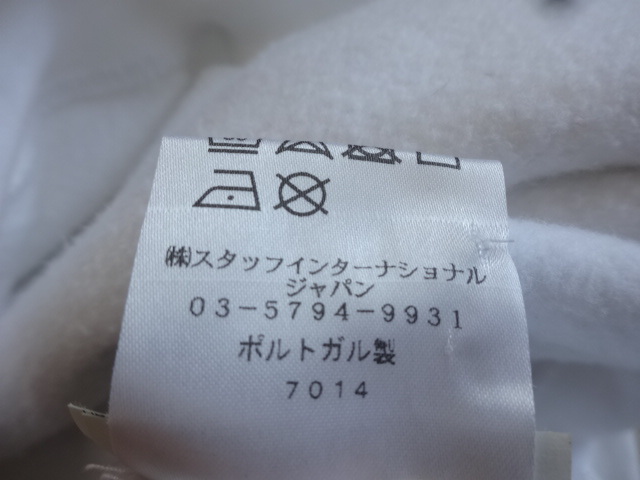 ㈱スタッフインターナショナル
ジャパン
03-5794-9931
ポルトガル製
7014